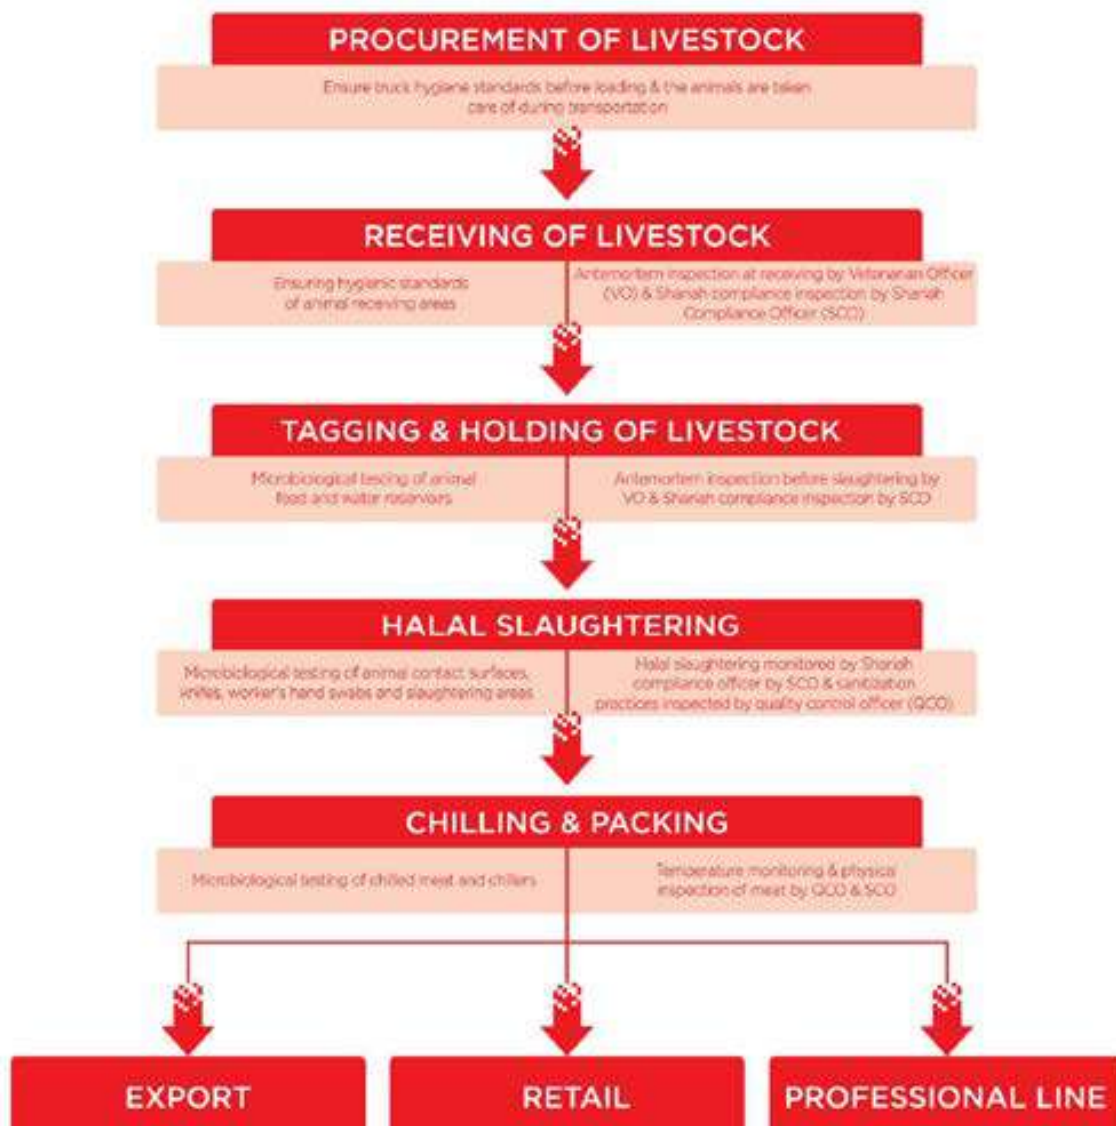 PROCUREMENT OF LIVESTOCK
Ensure truck hygiene standards before loading & the animals are taken
care of during transportation
RECEIVING OF LIVESTOCK
Ensuring hygienic standards
of animal receiving areas
Antemortem inspection at receiving by Veterinarian Officer
(VO) & Shariah compliance inspection by Shariah
Compliance Officer (SCO)
TAGGING & HOLDING OF LIVESTOCK
Microbiological testing of animal
food and water reservoirs
Antemortem inspection before slaughtering by
VO & Shariah compliance inspection by SCO
HALAL SLAUGHTERING
Microbiological testing of animal contact surfaces,
knifes, worker's hand swabs and slaughtering areas
Halal slaughtering monitored by Shariah
compliance officer by SCO & sanitization
practices inspected by quality control officer (QCO)
CHILLING & PACKING
Microbiological testing of chilled meat and chillers
Temperature monitoring & physical
inspection of meat by QCO & SCO
EXPORT
RETAIL
PROFESSIONAL LINE